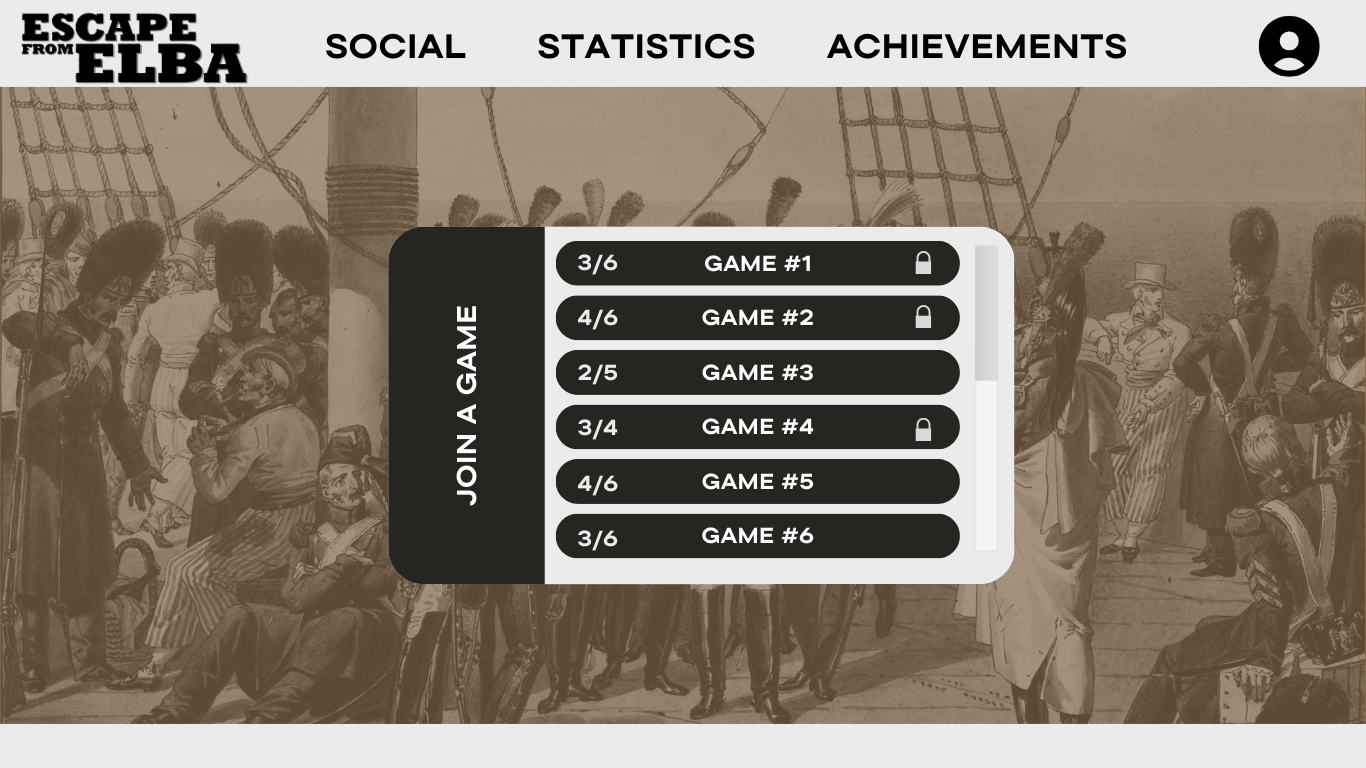 ESCAPE
FROM ELBA
SOCIAL
STATISTICS
ACHIEVEMENTS
JOIN A GAME
3/6 GAME #1
4/6 GAME #2
2/5 GAME #3
3/4 GAME #4
4/6 GAME #5
3/6 GAME #6